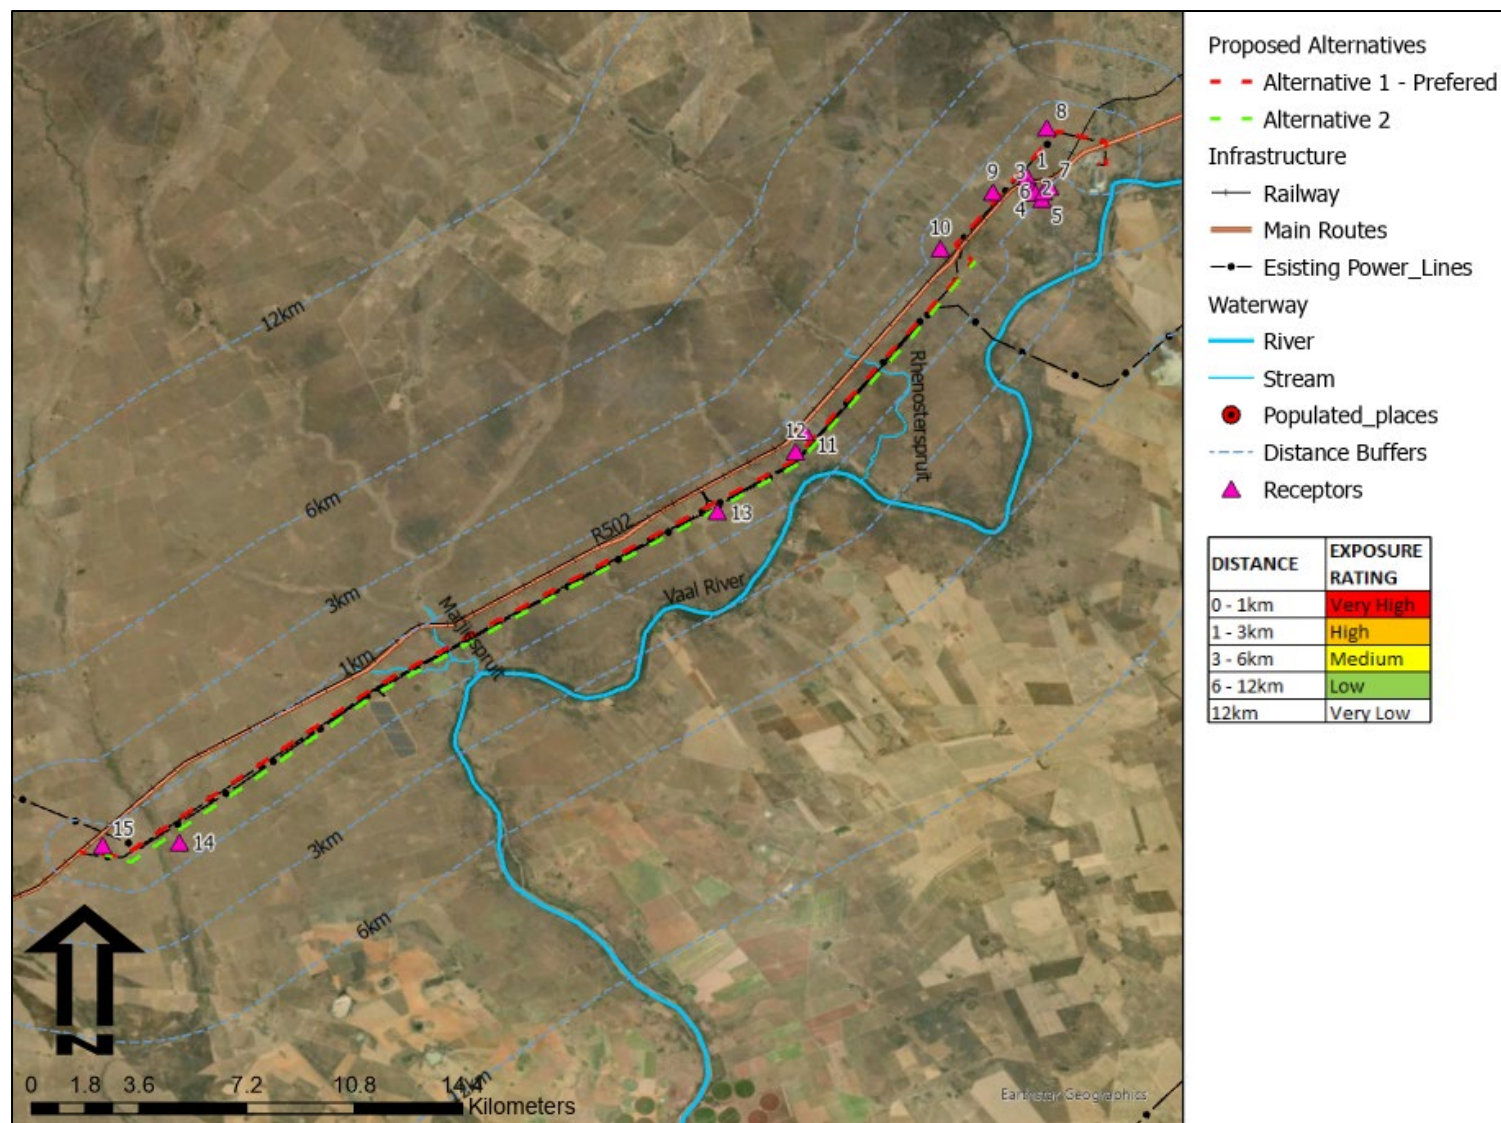 Proposed Alternatives
Alternative 1 - Prefered
Alternative 2
Infrastructure
Railway
Main Routes
Esisting Power_Lines
Waterway
River
Stream
Populated_places
Distance Buffers
Receptors
DISTANCE EXPOSURE RATING
0 - 1km Very High
1 - 3km High
3 - 6km Medium
6 - 12km Low
12km Very Low
8
1
7
3
9
2
6
4
5
10
12km
Rhenosterspruit
12
11
6km
13
R502
Vaal River
3km
1km
15
14
3km
6km
12km
N
0 1.8 3.6 7.2 10.8 14.4
Kilometers
Earthstar Geographics